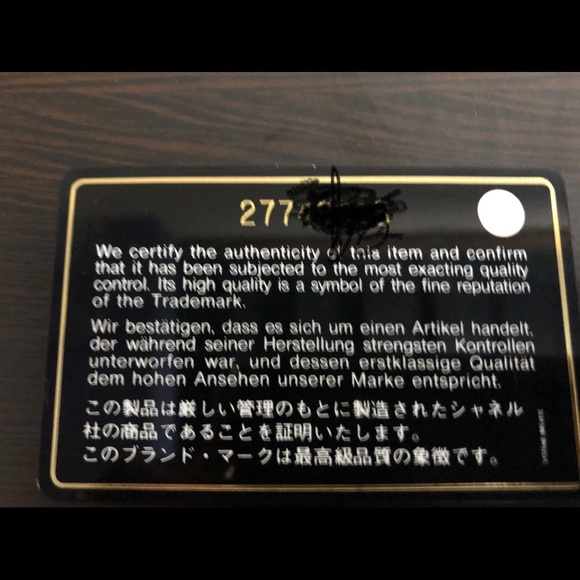 277
We certify the authenticity of this item and confirm
that it has been subjected to the most exacting quality
control. Its high quality is a symbol of the fine reputation
of the Trademark.
Wir bestätigen, dass es sich um einen Artikel handelt,
der während seiner Herstellung strengsten Kontrollen
unterworfen war, und dessen erstklassige Qualität
dem hohen Ansehen unserer Marke entspricht.
この製品は厳しい管理のもとに製造されたシャネル
社の商品であることを証明いたします。
このブランド・マークは最高級品質の象徴です。